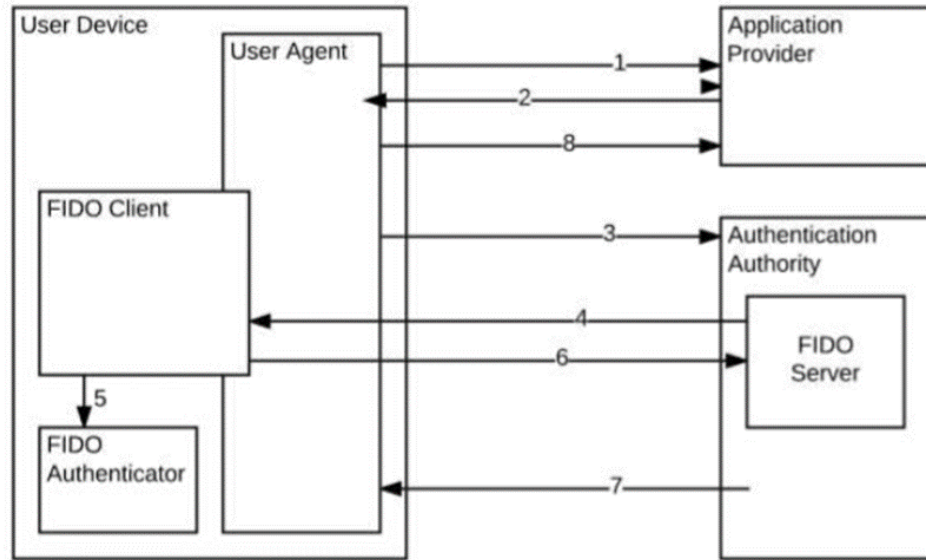 User Device
User Agent
Application
Provider
1
2
8
FIDO Client
3
Authentication
Authority
4
FIDO
Server
6
5
FIDO
Authenticator
7